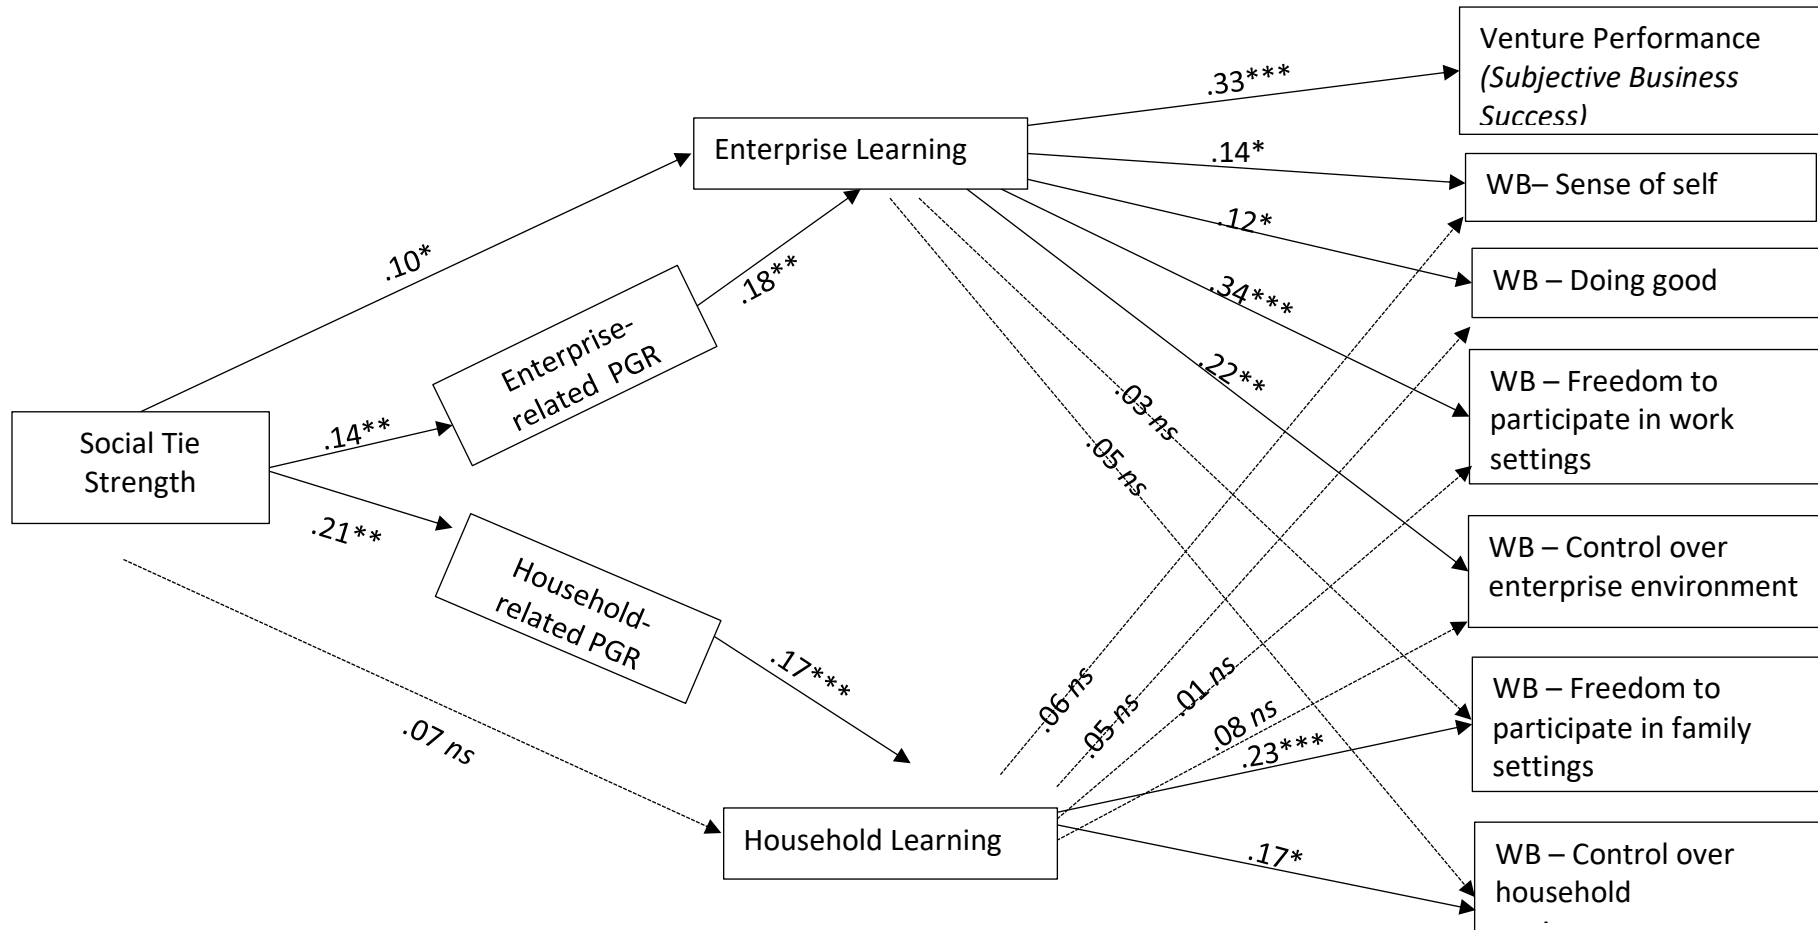 Venture Performance
(Subjective Business
Success)
.33***
Enterprise Learning
.14*
WB– Sense of self
.12*
.10*
.18**
WB – Doing good
.34***
Enterprise-
related PGR
.22**
WB – Freedom to
participate in work
settings
.03 ns
.05 ns
Social Tie
Strength
.14**
.21**
WB – Control over
enterprise environment
Household-
related PGR
.17***
.06 ns
.05 ns
.01 ns
.08 ns
.23***
WB – Freedom to
participate in family
settings
.07 ns
Household Learning
.17*
WB – Control over
household